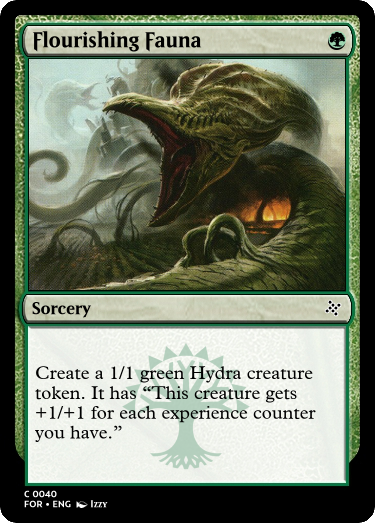 Flourishing Fauna
Sorcery
Create a 1/1 green Hydra creature
token. It has “This creature gets
+1/+1 for each experience counter
you have.”
C 0040
FOR • ENG Izzy